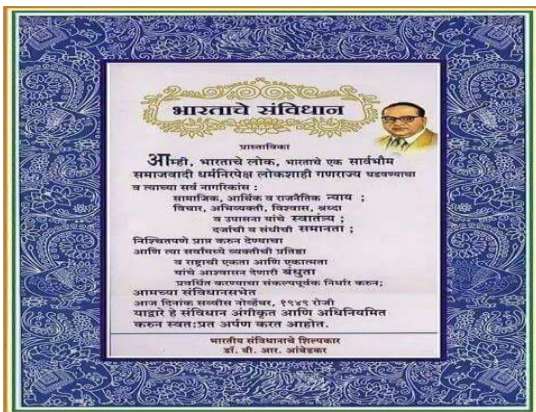 भारताचे संविधान
प्रास्ताविका
आम्ही, भारताचे लोक, भारताचे एक सार्वभौम
समाजवादी धर्मनिरपेक्ष लोकशाही गणराज्य घडवण्याचा
व त्याच्या सर्व नागरिकांस :
सामाजिक, आर्थिक व राजनैतिक न्याय ;
विचार, अभिव्यक्ती, विश्वास, श्रध्दा
व उपासना यांचे स्वातंत्र्य ;
दर्जाची व संधीची समानता ;
निश्चितपणे प्राप्त करुन देण्याचा
आणि त्या सर्वांमध्ये व्यक्तीची प्रतिष्ठा
व राष्ट्राची एकता आणि एकात्मता
यांचे आश्वासन देणारी बंधुता
प्रवर्धित करण्याचा संकल्पपूर्वक निर्धार करुन;
आमच्या संविधानसभेत
आज दिनांक सव्वीस नोव्हेंबर, १९४९ रोजी
याद्वारे हे संविधान अंगीकृत आणि अधिनियमित
करुन स्वतःप्रत अर्पण करत आहोत.
भारतीय संविधानाचे शिल्पकार
डॉ. बी. आर. आंबेडकर